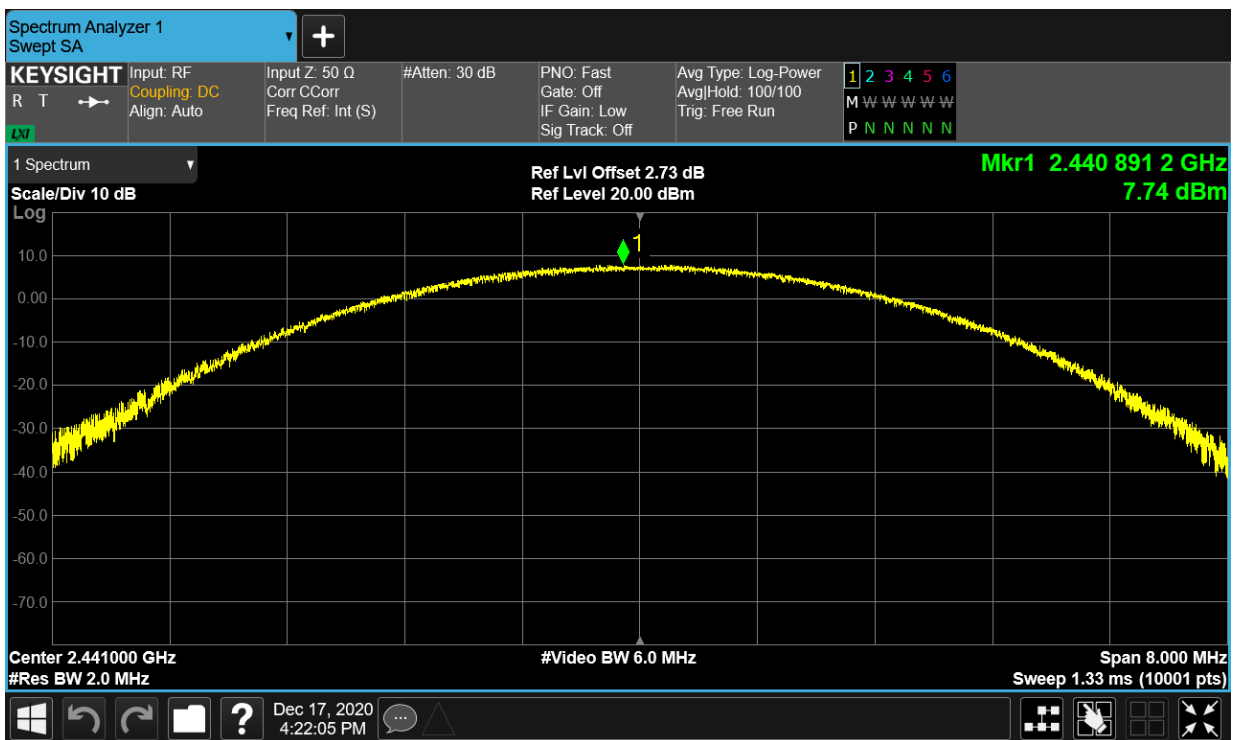 Spectrum Analyzer 1
Swept SA
+
KEYSIGHT
R T
LXI
Input: RF
Coupling: DC
Align: Auto
Input Z: 50 Ω
Corr CCorr
Freq Ref: Int (S)
#Atten: 30 dB
PNO: Fast
Gate: Off
IF Gain: Low
Sig Track: Off
Avg Type: Log-Power
Avg|Hold: 100/100
Trig: Free Run
1 2 3 4 5 6
M W W W W W
P N N N N N
1 Spectrum
Scale/Div 10 dB
Log
Ref Lvl Offset 2.73 dB
Ref Level 20.00 dBm
Mkr1 2.440 891 2 GHz
7.74 dBm
1
10.0
0.00
-10.0
-20.0
-30.0
-40.0
-50.0
-60.0
-70.0
Center 2.441000 GHz
#Res BW 2.0 MHz
#Video BW 6.0 MHz
Span 8.000 MHz
Sweep 1.33 ms (10001 pts)
?
Dec 17, 2020
4:22:05 PM